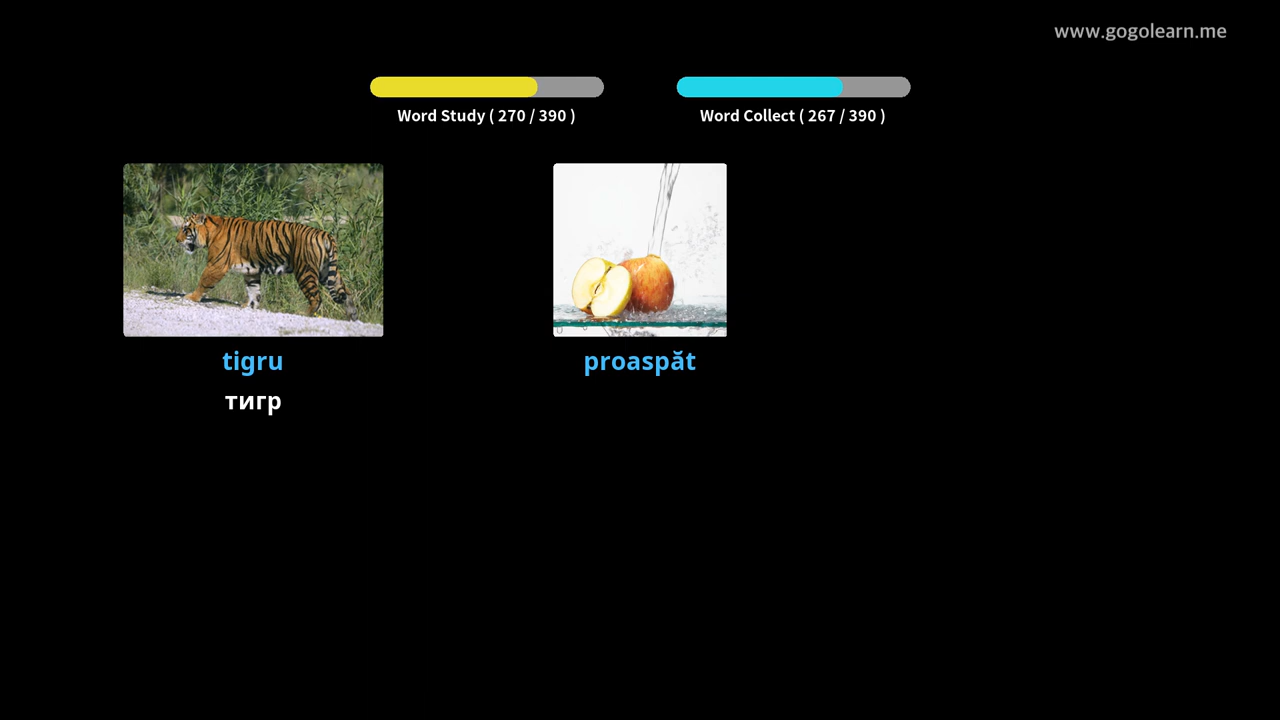 www.gogolearn.me
Word Study ( 270 / 390 )
Word Collect ( 267 / 390 )
tigru
тигр
proaspăt